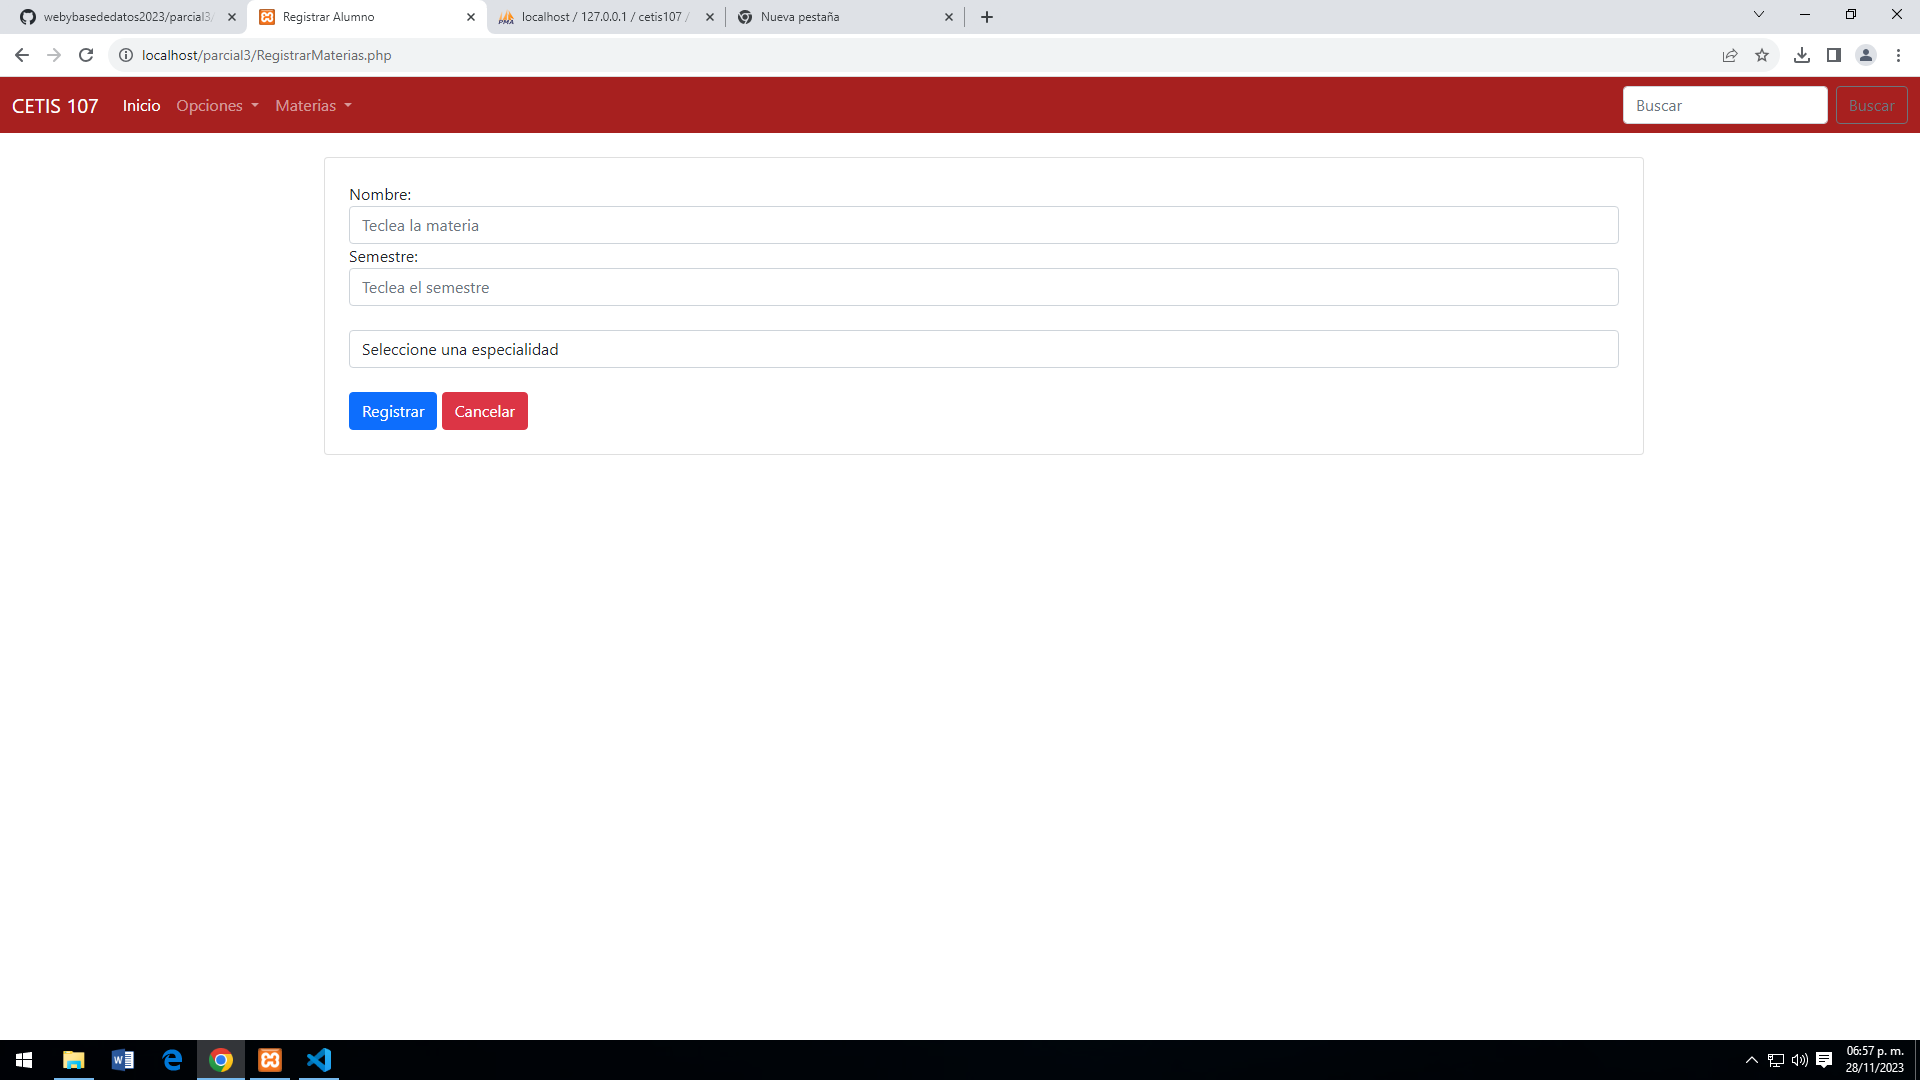 webybasededatos2023/parcial3/
Registrar Alumno
localhost / 127.0.0.1 / cetis107 /
Nueva pestaña
localhost/parcial3/RegistrarMaterias.php
CETIS 107
Inicio
Opciones
Materias
Buscar
Buscar
Nombre:
Teclea la materia
Semestre:
Teclea el semestre
Seleccione una especialidad
Registrar
Cancelar
06:57 p. m.
28/11/2023